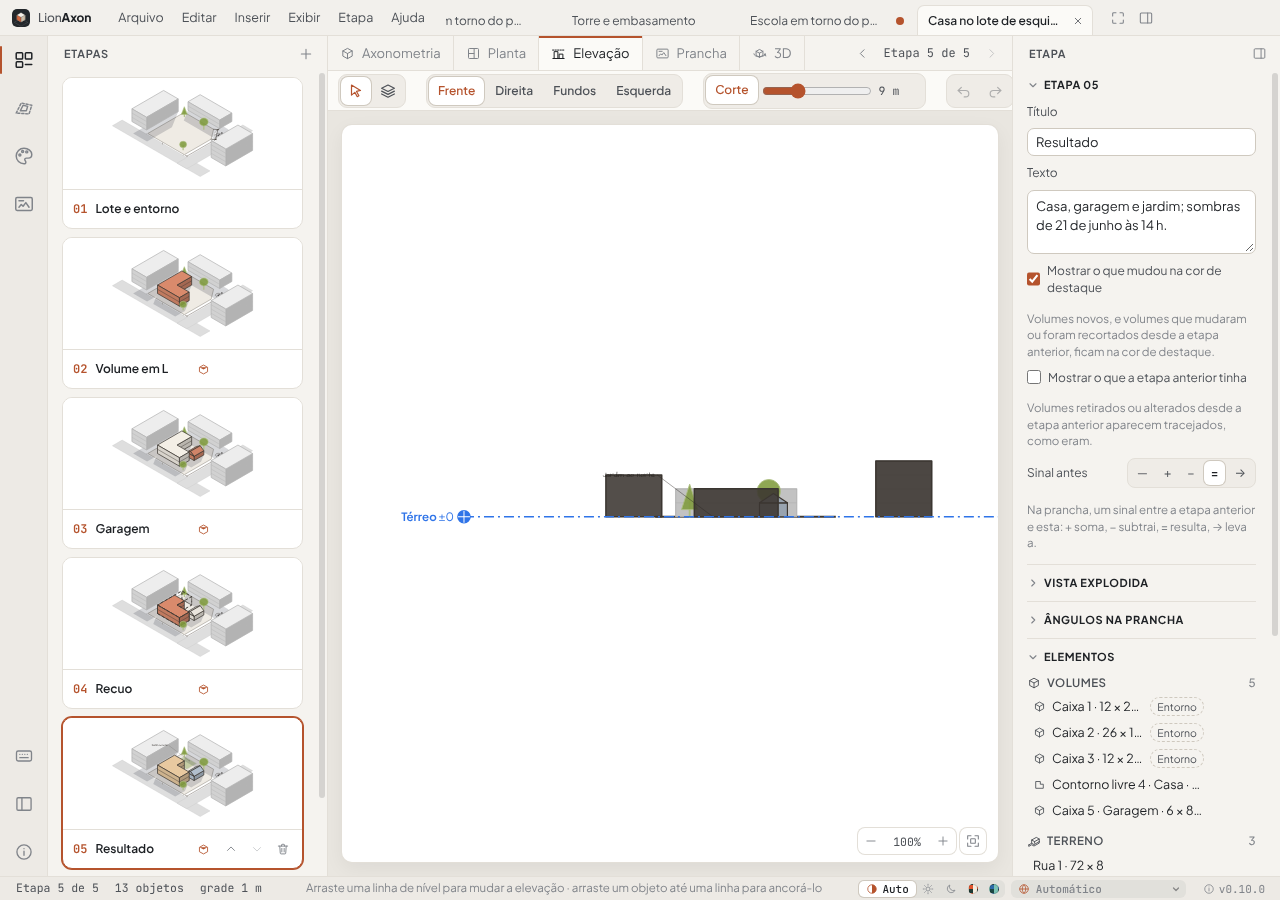 LionAxon
Arquivo Editar Inserir Exibir Etapa Ajuda
n torno do p...
Torre e embasamento
Escola em torno do p...
Casa no lote de esqui...
ETAPAS
Axonometria
Planta
Elevação
Prancha
3D
Etapa 5 de 5
ETAPA
Frente Direita Fundos Esquerda
Corte
9 m
01 Lote e entorno
02 Volume em L
03 Garagem
04 Recuo
05 Resultado
Térreo ±0
100%
ETAPA 05
Título
Resultado
Texto
Casa, garagem e jardim; sombras
de 21 de junho às 14 h.
Mostrar o que mudou na cor de
destaque
Volumes novos, e volumes que mudaram
ou foram recortados desde a etapa
anterior, ficam na cor de destaque.
Mostrar o que a etapa anterior tinha
Volumes retirados ou alterados desde a
etapa anterior aparecem tracejados,
como eram.
Sinal antes
— + − = →
Na prancha, um sinal entre a etapa anterior
e esta: + soma, − subtrai, = resulta, → leva
a.
VISTA EXPLODIDA
ÂNGULOS NA PRANCHA
ELEMENTOS
VOLUMES 5
Caixa 1 · 12 × 2... Entorno
Caixa 2 · 26 × 1... Entorno
Caixa 3 · 12 × 2... Entorno
Contorno livre 4 · Casa · ...
Caixa 5 · Garagem · 6 × 8...
TERRENO 3
Rua 1 · 72 × 8
Etapa 5 de 5 13 objetos grade 1 m
Arraste uma linha de nível para mudar a elevação · arraste um objeto até uma linha para ancorá-lo
Auto
Automático
v0.10.0